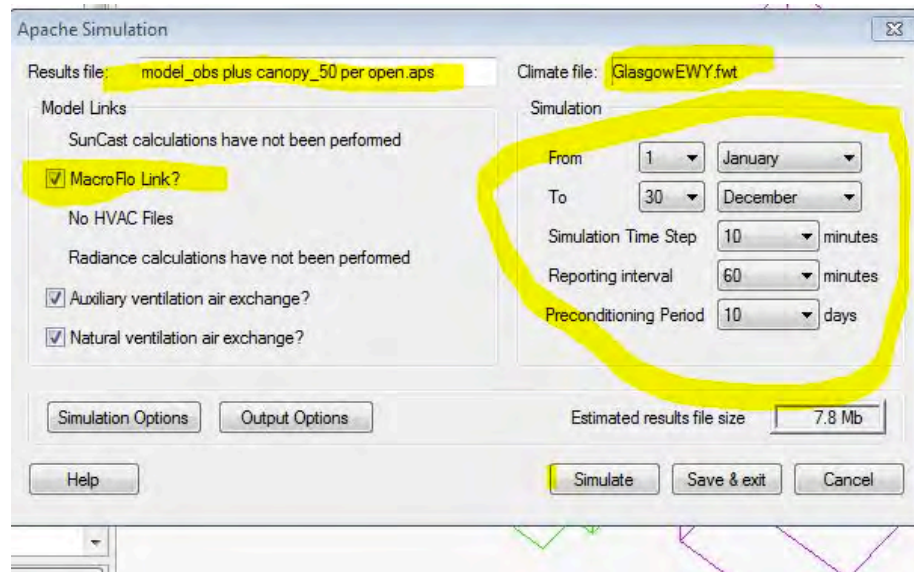 Apache Simulation
Results file: model_obs plus canopy_50 per open.aps
Climate file: GlasgowEWY.fwt
Model Links
SunCast calculations have not been performed
MacroFlo Link?
No HVAC Files
Radiance calculations have not been performed
Auxiliary ventilation air exchange?
Natural ventilation air exchange?
Simulation
From 1 January
To 30 December
Simulation Time Step 10 minutes
Reporting interval 60 minutes
Preconditioning Period 10 days
Simulation Options Output Options
Estimated results file size 7.8 Mb
Help Simulate Save & exit Cancel